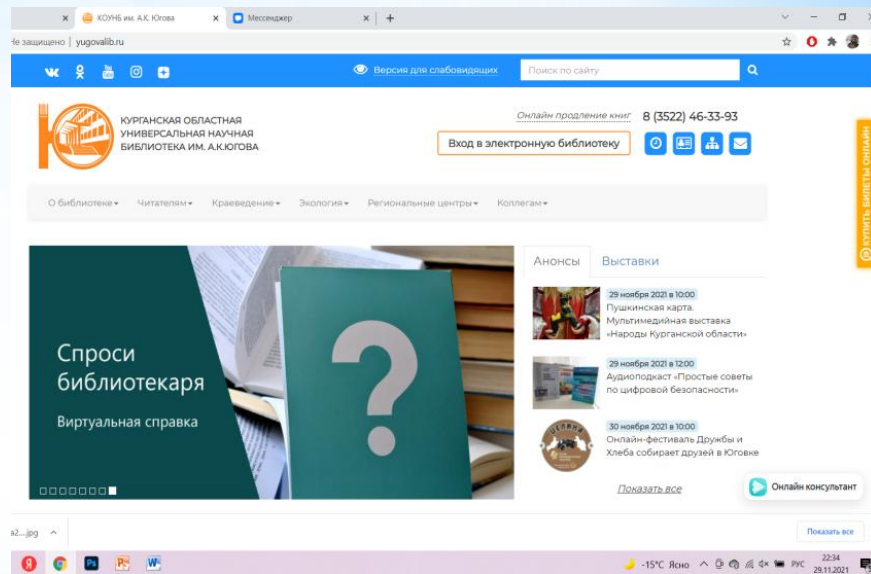 КОУНБ им. А.К. Югова
Мессенджер
Не защищено | yugovalib.ru
Версия для слабовидящих
Поиск по сайту
КУРГАНСКАЯ ОБЛАСТНАЯ
УНИВЕРСАЛЬНАЯ НАУЧНАЯ
БИБЛИОТЕКА ИМ. А.К.ЮГОВА
Онлайн продление книг
8 (3522) 46-33-93
Вход в электронную библиотеку
КУПИТЬ БИЛЕТЫ ОНЛАЙН
О библиотеке
Читателям
Краеведение
Экология
Региональные центры
Коллегам
Спроси
библиотекаря
Виртуальная справка
?
Анонсы
Выставки
29 ноября 2021 в 10:00
Пушкинская карта.
Мультимедийная выставка
«Народы Курганской области»
29 ноября 2021 в 12:00
Аудиоподкаст «Простые советы
по цифровой безопасности»
30 ноября 2021 в 10:00
Онлайн-фестиваль Дружбы и
Хлеба собирает друзей в Юговке
Показать все
Онлайн консультант
a2....jpg
Показать все
-15°C Ясно
РУС
22:34
29.11.2021